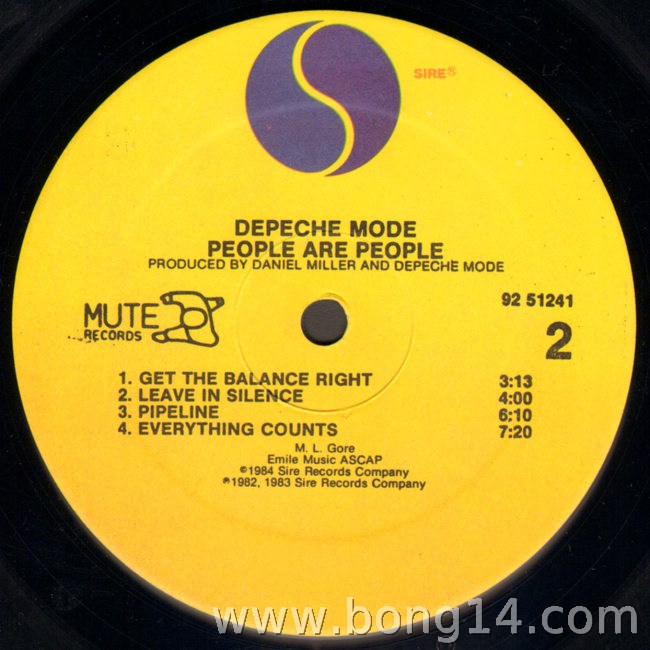 SIRE®
DEPECHE MODE
PEOPLE ARE PEOPLE
PRODUCED BY DANIEL MILLER AND DEPECHE MODE
MUTE
RECORDS
92 51241
2
1. GET THE BALANCE RIGHT 3:13
2. LEAVE IN SILENCE 4:00
3. PIPELINE 6:10
4. EVERYTHING COUNTS 7:20
M. L. Gore
Emile Music ASCAP
©1984 Sire Records Company
℗1982, 1983 Sire Records Company
www.bong14.com